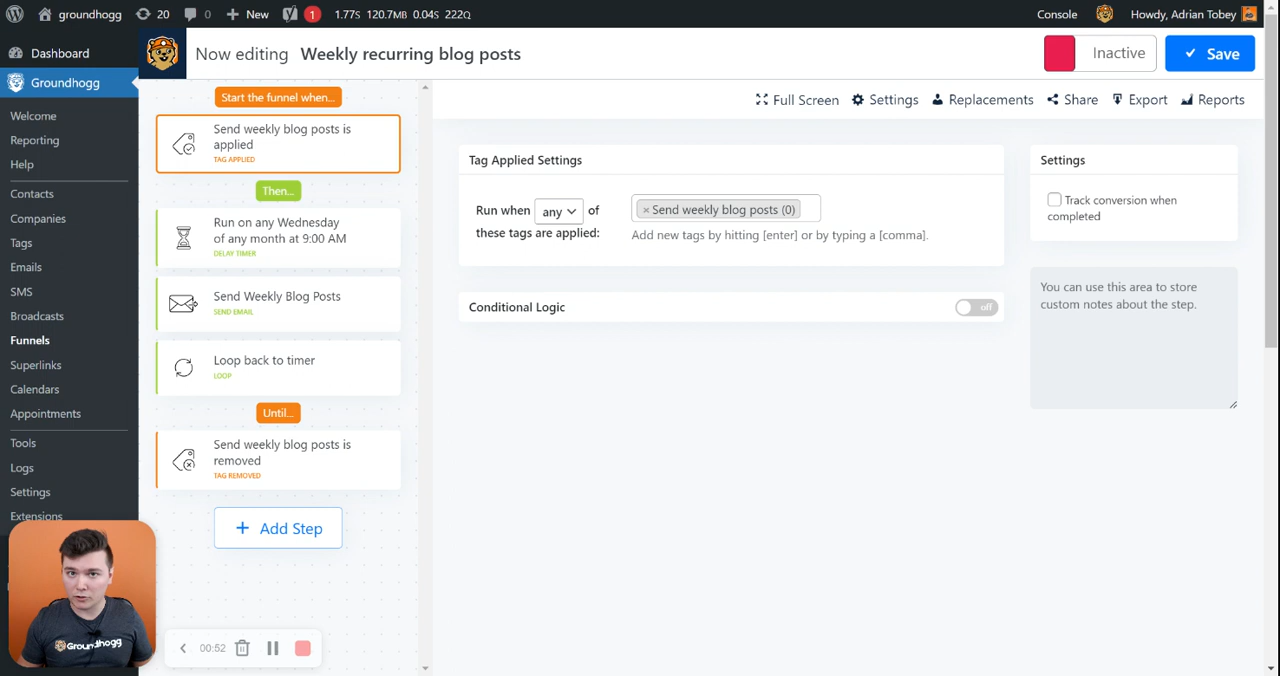 groundhogg
20
0
New
1
1.77S 120.7MB 0.04S 222Q
Console
Howdy, Adrian Tobey
Dashboard
Groundhogg
Welcome
Reporting
Help
Contacts
Companies
Tags
Emails
SMS
Broadcasts
Funnels
Superlinks
Calendars
Appointments
Tools
Logs
Settings
Extensions
Now editing Weekly recurring blog posts
Inactive
Save
Start the funnel when...
Send weekly blog posts is
applied
TAG APPLIED
Then...
Run on any Wednesday
of any month at 9:00 AM
DELAY TIMER
Send Weekly Blog Posts
SEND EMAIL
Loop back to timer
LOOP
Until...
Send weekly blog posts is
removed
TAG REMOVED
+ Add Step
Full Screen
Settings
Replacements
Share
Export
Reports
Tag Applied Settings
Run when any of
these tags are applied:
× Send weekly blog posts (0)
Add new tags by hitting [enter] or by typing a [comma].
Conditional Logic
off
Settings
Track conversion when
completed
You can use this area to store
custom notes about the step.
Groundhogg
00:52